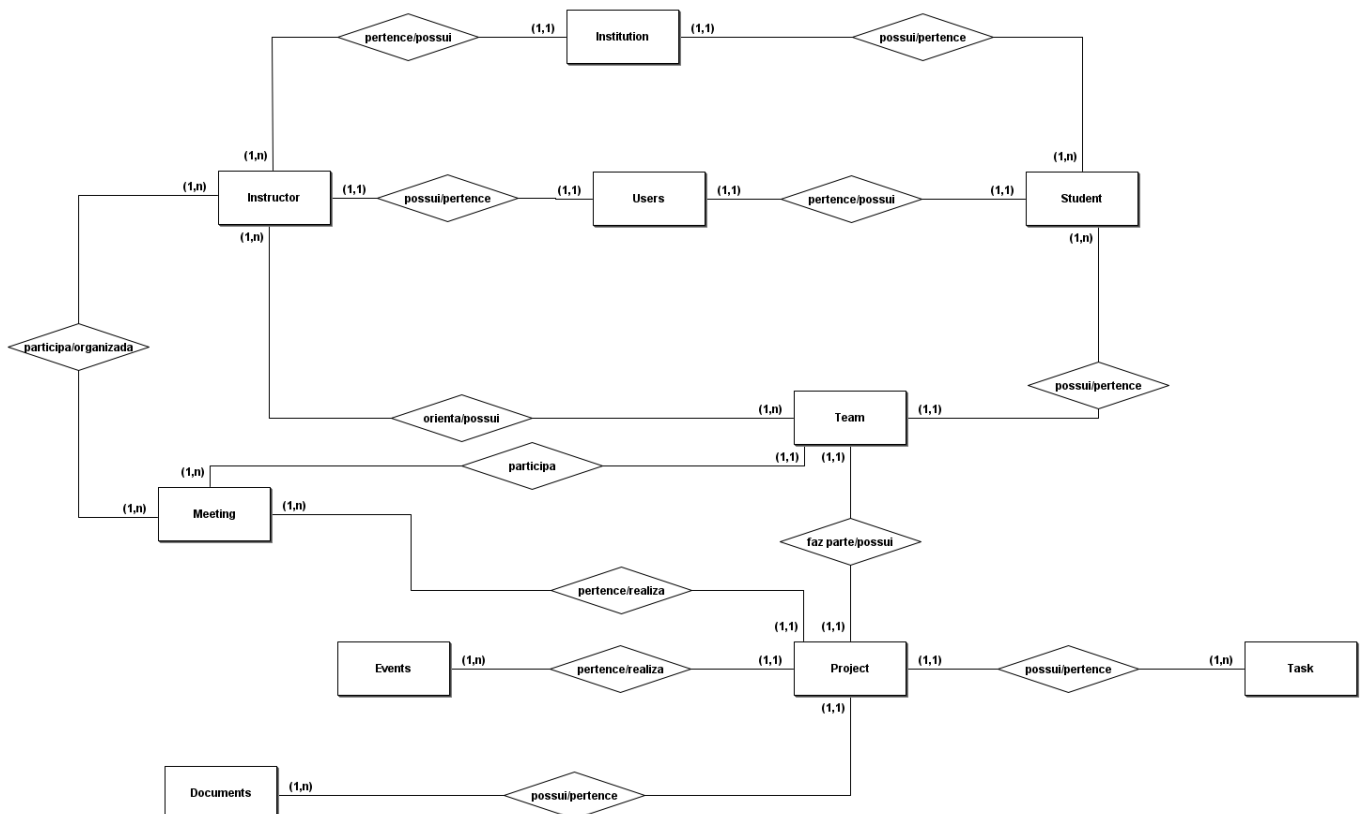 (1,1) Institution (1,1)
pertence/possui
possui/pertence
(1,n)
(1,n)
(1,n) Instructor (1,1) possui/pertence (1,1) Users (1,1) pertence/possui (1,1) Student
(1,n)
(1,n)
participa/organizada
possui/pertence
orienta/possui (1,n) Team (1,1)
(1,n) participa (1,1) (1,1)
(1,n) Meeting (1,n)
faz parte/possui
pertence/realiza
(1,1) (1,1)
Events (1,n) pertence/realiza (1,1) Project (1,1) possui/pertence (1,n) Task
(1,1)
Documents (1,n) possui/pertence